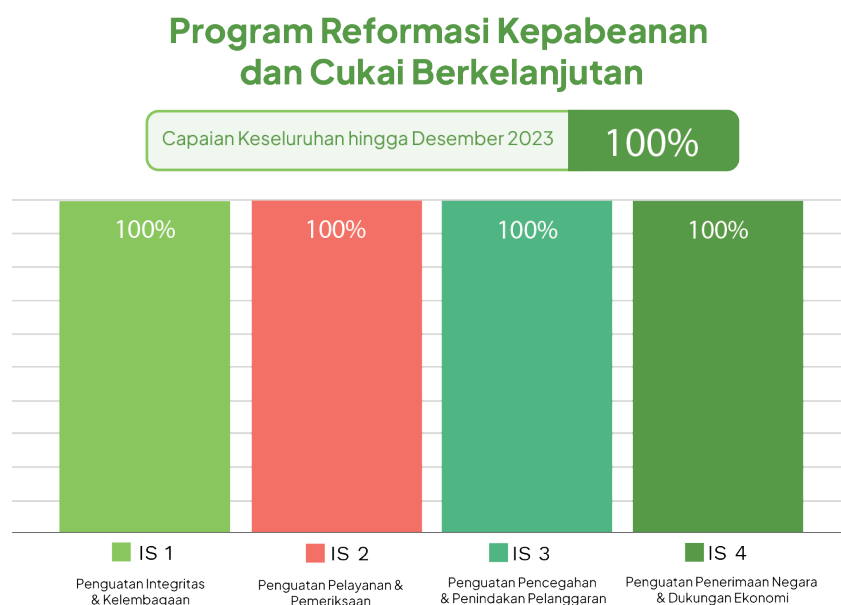 Program Reformasi Kepabeanan
dan Cukai Berkelanjutan
Capaian Keseluruhan hingga Desember 2023
100%
100%
100%
100%
100%
IS 1
IS 2
IS 3
IS 4
Penguatan Integritas
& Kelembagaan
Penguatan Pelayanan &
Pemeriksaan
Penguatan Pencegahan
& Penindakan Pelanggaran
Penguatan Penerimaan Negara
& Dukungan Ekonomi